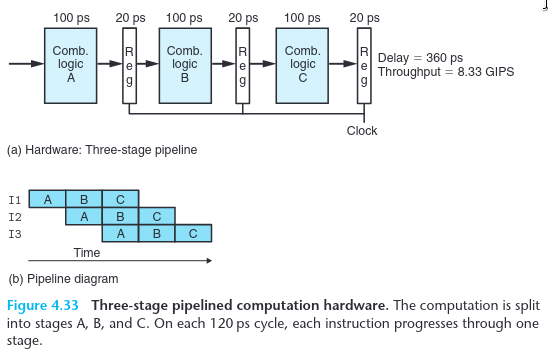 100 ps 20 ps 100 ps 20 ps 100 ps 20 ps
Comb. logic A
Reg
Comb. logic B
Reg
Comb. logic C
Reg
Delay = 360 ps
Throughput = 8.33 GIPS
Clock
(a) Hardware: Three-stage pipeline
I1 A B C
I2 A B C
I3 A B C
Time
(b) Pipeline diagram
Figure 4.33 Three-stage pipelined computation hardware. The computation is split
into stages A, B, and C. On each 120 ps cycle, each instruction progresses through one
stage.